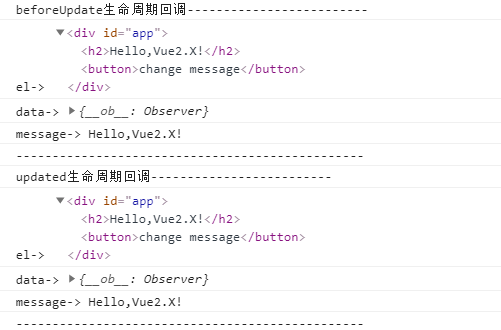 beforeUpdate生命周期回调-------------------------
▼<div id="app">
<h2>Hello,Vue2.X!</h2>
<button>change message</button>
el-> </div>
data-> ▶{__ob__: Observer}
message-> Hello,Vue2.X!
------------------------------------------------
updated生命周期回调-------------------------
▼<div id="app">
<h2>Hello,Vue2.X!</h2>
<button>change message</button>
el-> </div>
data-> ▶{__ob__: Observer}
message-> Hello,Vue2.X!
------------------------------------------------